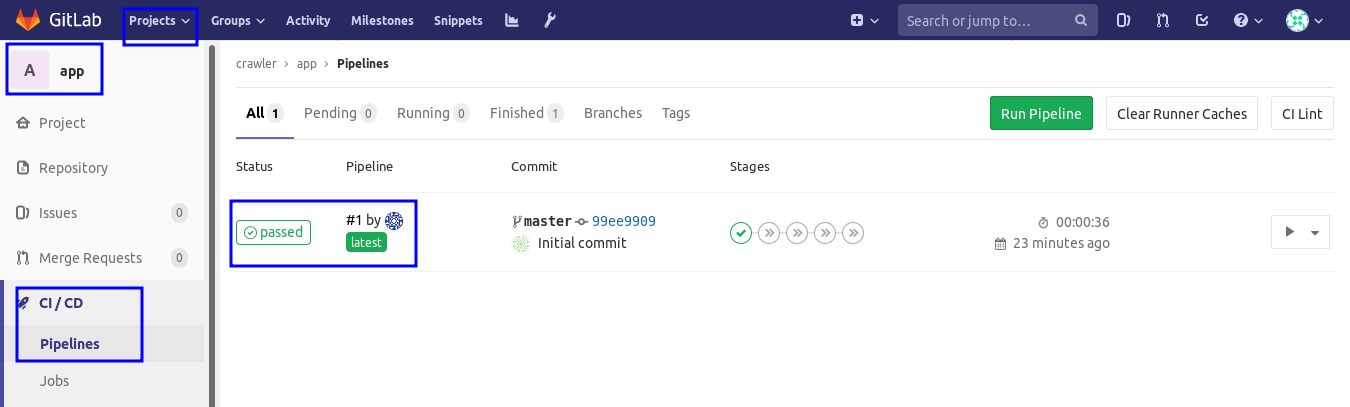 GitLab Projects Groups Activity Milestones Snippets Search or jump to…
A app
crawler › app › Pipelines
Project
Repository
Issues 0
Merge Requests 0
CI / CD
Pipelines
Jobs
All 1 Pending 0 Running 0 Finished 1 Branches Tags Run Pipeline Clear Runner Caches CI Lint
Status Pipeline Commit Stages
passed #1 by latest master 99ee9909 Initial commit 00:00:36 23 minutes ago